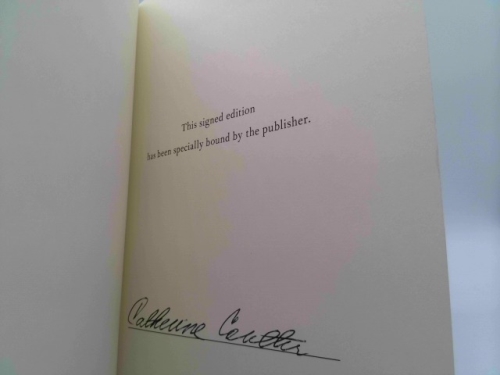 This signed edition
has been specially bound by the publisher.
Catherine Coulter